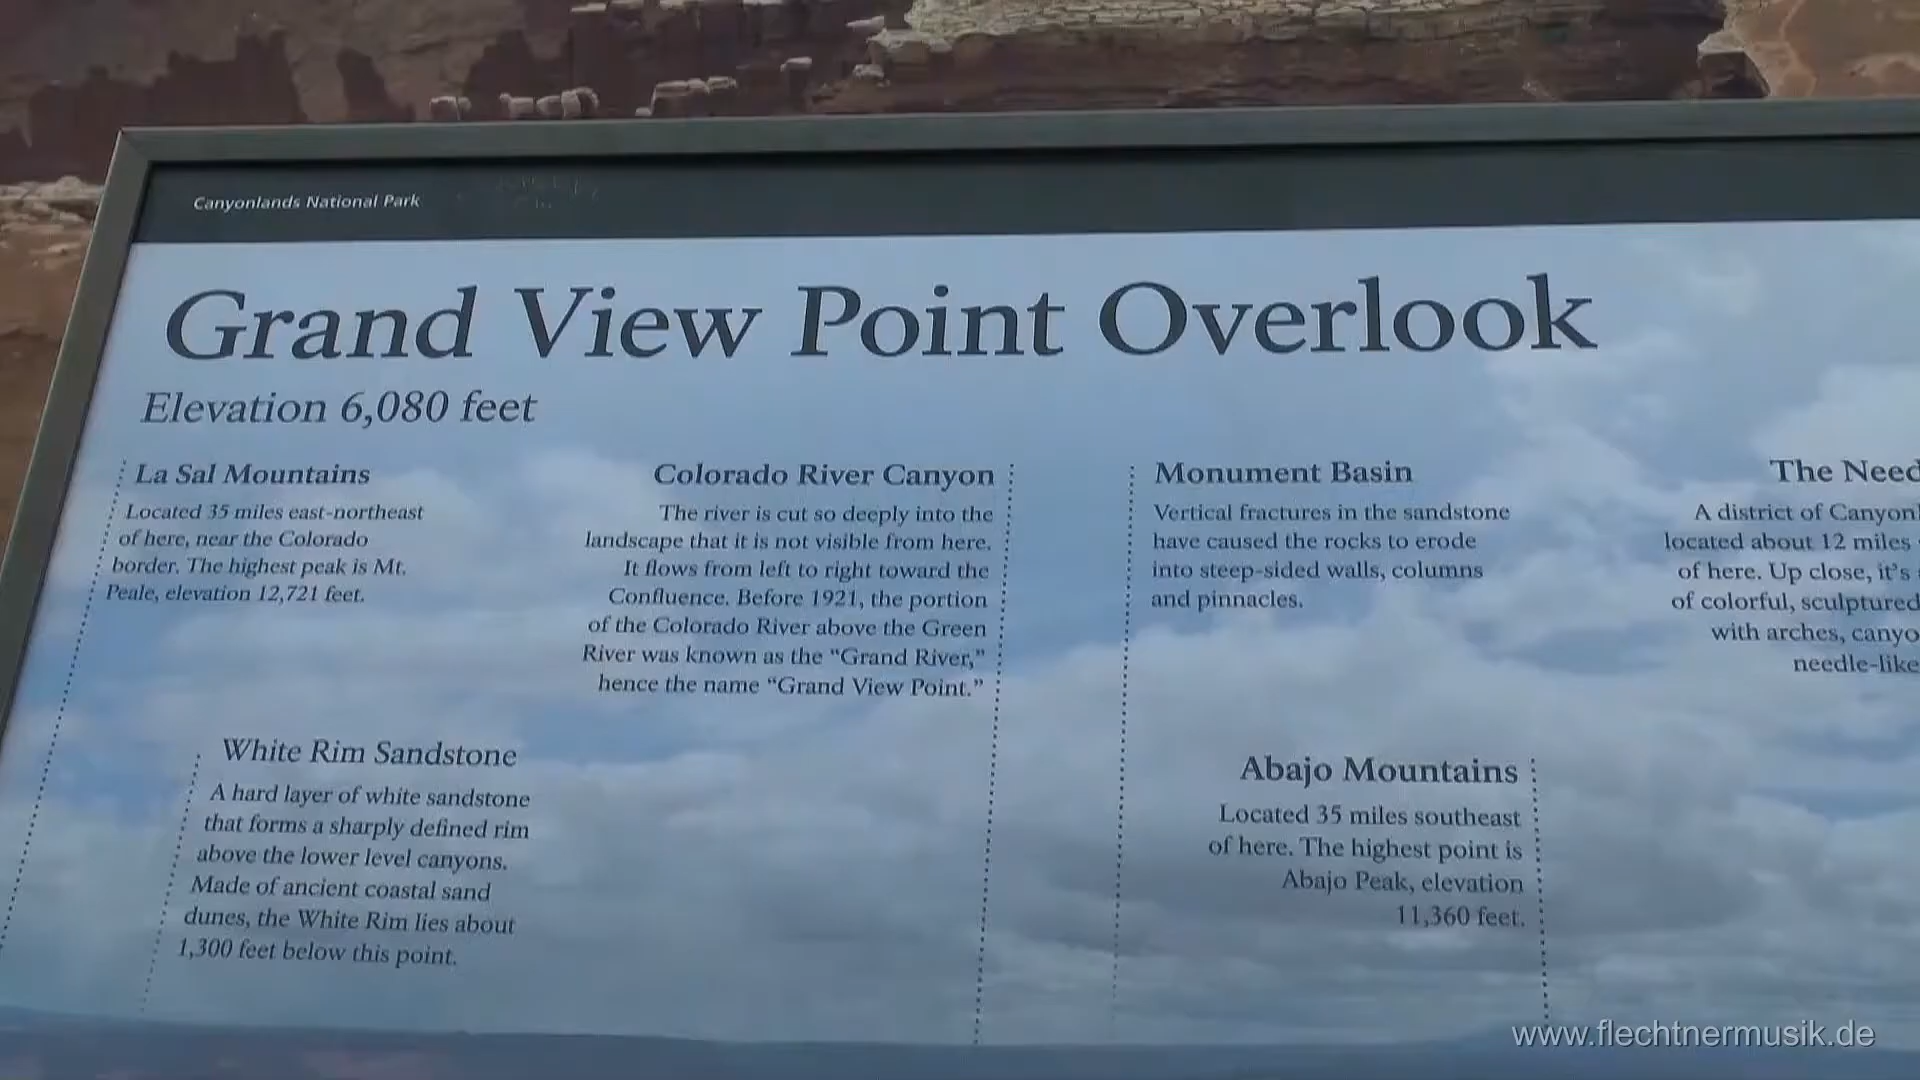 Canyonlands National Park
Grand View Point Overlook
Elevation 6,080 feet
La Sal Mountains
Located 35 miles east-northeast
of here, near the Colorado
border. The highest peak is Mt.
Peale, elevation 12,721 feet.
Colorado River Canyon
The river is cut so deeply into the
landscape that it is not visible from here.
It flows from left to right toward the
Confluence. Before 1921, the portion
of the Colorado River above the Green
River was known as the “Grand River,”
hence the name “Grand View Point.”
Monument Basin
Vertical fractures in the sandstone
have caused the rocks to erode
into steep-sided walls, columns
and pinnacles.
The Need
A district of Canyon
located about 12 miles
of here. Up close, it's
of colorful, sculptured
with arches, canyo
needle-like
White Rim Sandstone
A hard layer of white sandstone
that forms a sharply defined rim
above the lower level canyons.
Made of ancient coastal sand
dunes, the White Rim lies about
1,300 feet below this point.
Abajo Mountains
Located 35 miles southeast
of here. The highest point is
Abajo Peak, elevation
11,360 feet.
www.flechtnermusik.de